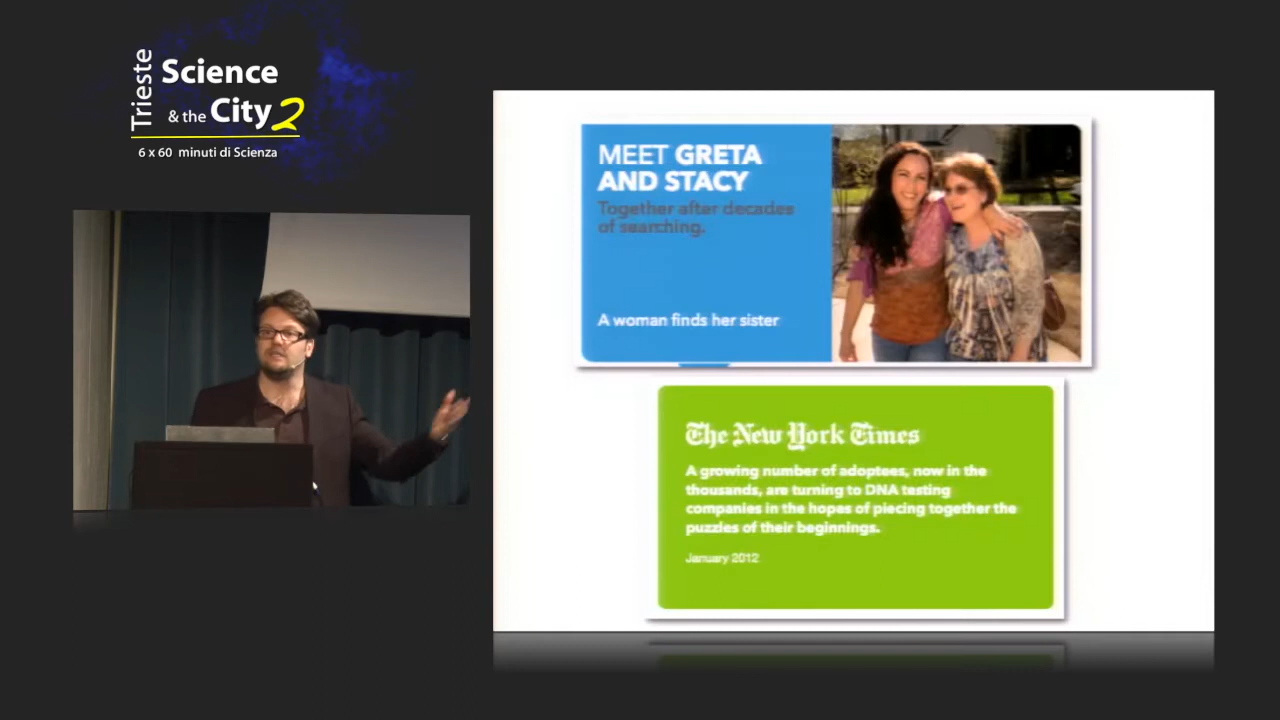 Trieste
Science
& the City 2
6 x 60 minuti di Scienza
MEET GRETA
AND STACY
Together after decades
of searching.
A woman finds her sister
The New York Times
A growing number of adoptees, now in the
thousands, are turning to DNA testing
companies in the hopes of piecing together the
puzzles of their beginnings.
January 2012